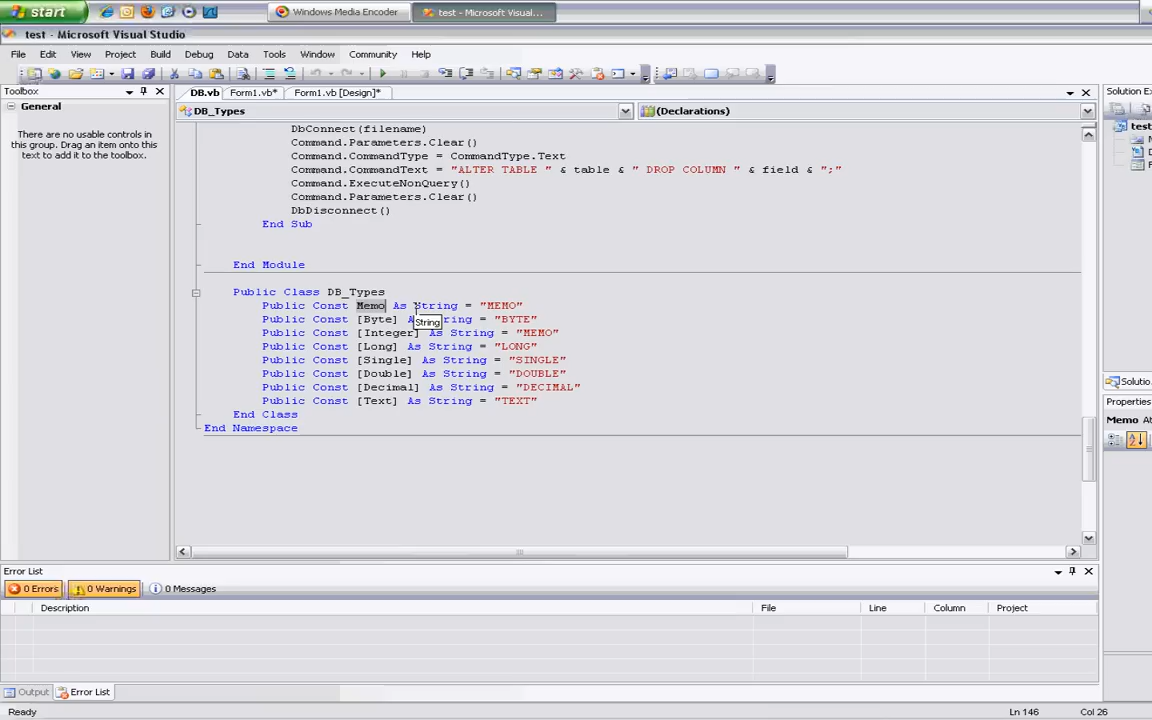 start
Windows Media Encoder
test - Microsoft Visual...
test - Microsoft Visual Studio
File Edit View Project Build Debug Data Tools Window Community Help
Toolbox
DB.vb Form1.vb* Form1.vb [Design]*
Solution Ex
General
DB_Types
(Declarations)
There are no usable controls in
this group. Drag an item onto this
text to add it to the toolbox.
test
DbConnect(filename)
Command.Parameters.Clear()
Command.CommandType = CommandType.Text
Command.CommandText = "ALTER TABLE " & table & " DROP COLUMN " & field & ";"
Command.ExecuteNonQuery()
Command.Parameters.Clear()
DbDisconnect()
End Sub
End Module
Public Class DB_Types
Public Const Memo As String = "MEMO"
Public Const [Byte] As String = "BYTE"
String
Public Const [Integer] As String = "MEMO"
Public Const [Long] As String = "LONG"
Public Const [Single] As String = "SINGLE"
Public Const [Double] As String = "DOUBLE"
Public Const [Decimal] As String = "DECIMAL"
Public Const [Text] As String = "TEXT"
End Class
End Namespace
Solutio...
Properties
Memo At
Error List
0 Errors
0 Warnings
0 Messages
Description File Line Column Project
Output Error List
Ready Ln 146 Col 26